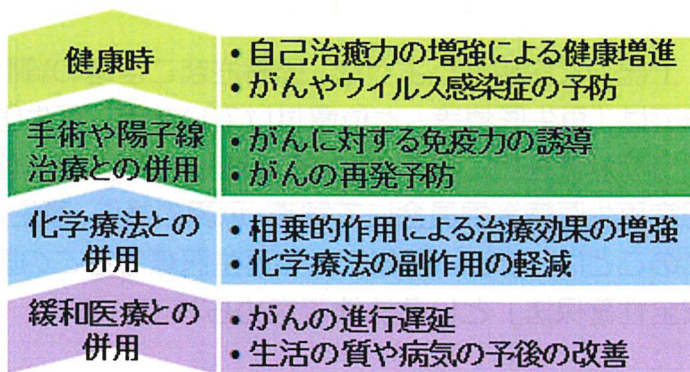 健康時
• 自己治癒力の増強による健康増進
• がんやウイルス感染症の予防
手術や陽子線
治療との併用
• がんに対する免疫力の誘導
• がんの再発予防
化学療法との
併用
• 相乗的作用による治療効果の増強
• 化学療法の副作用の軽減
緩和医療との
併用
• がんの進行遅延
• 生活の質や病気の予後の改善